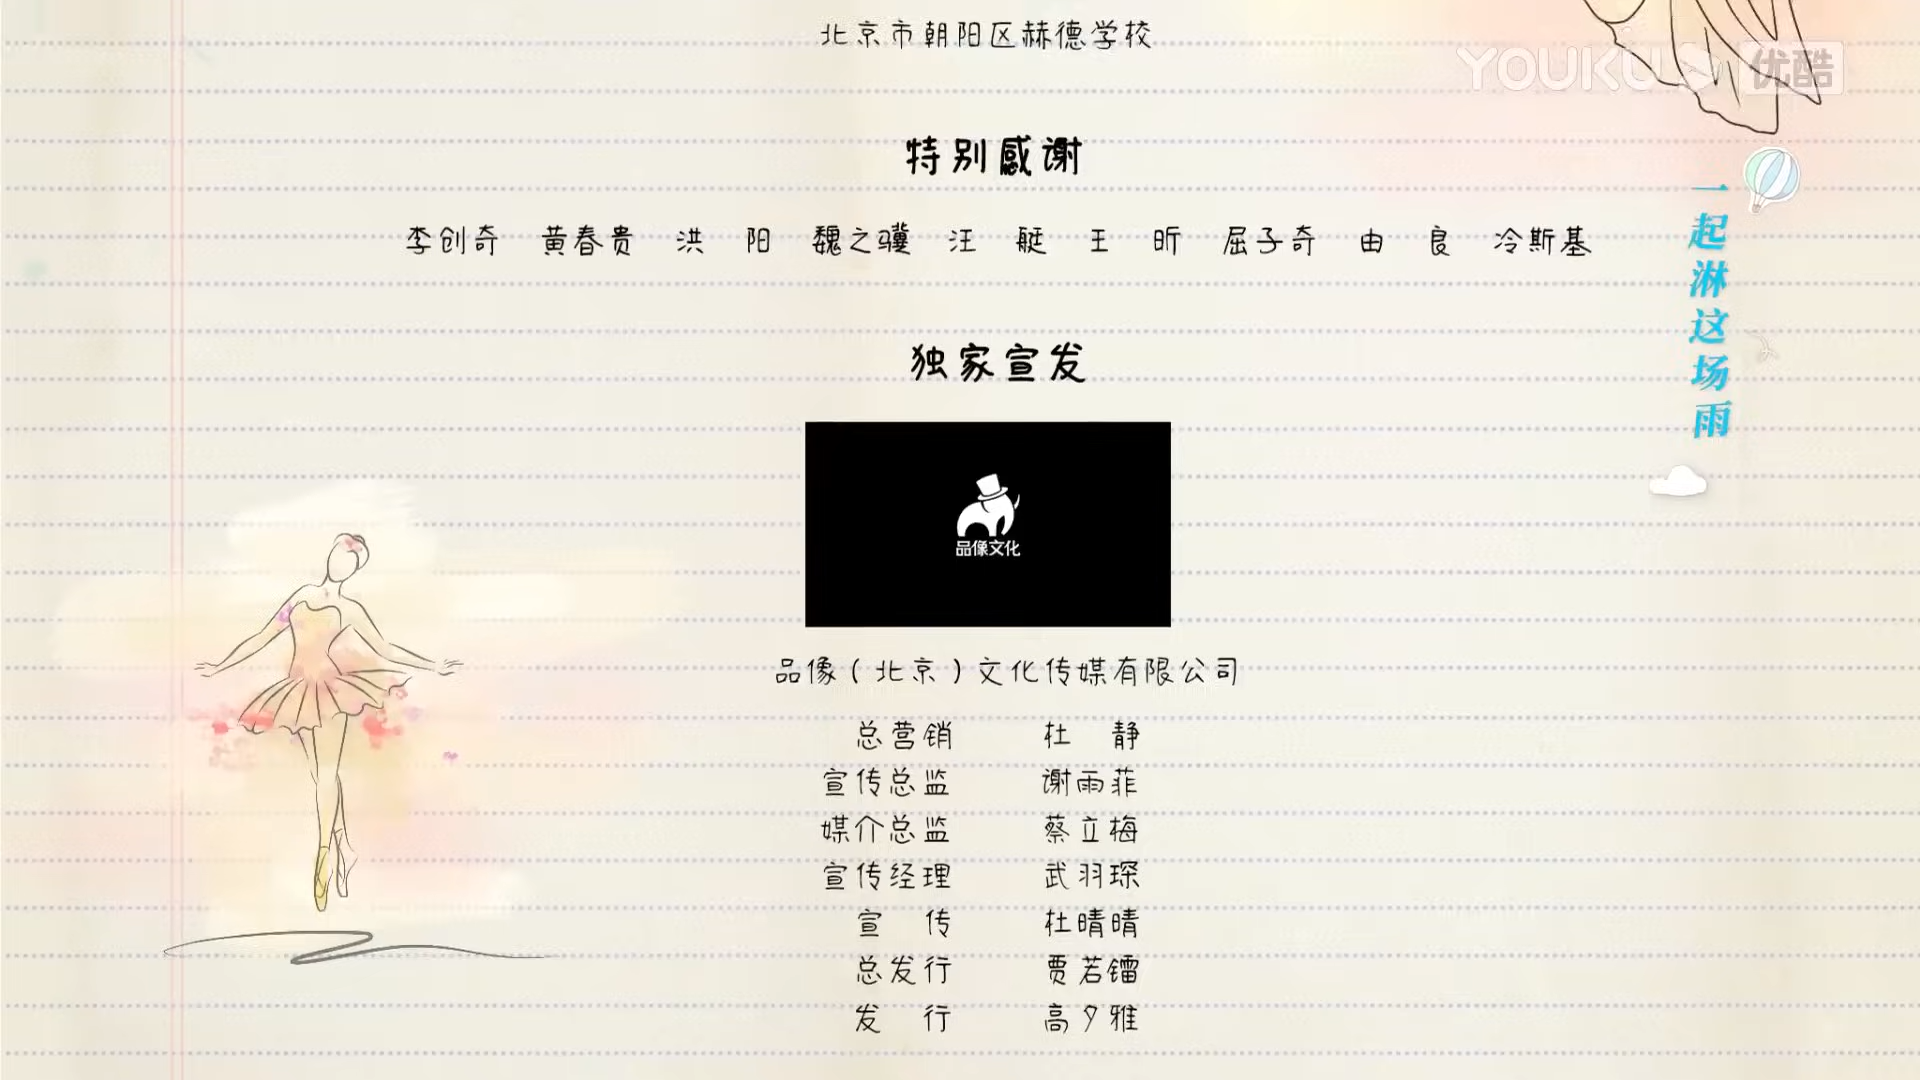 北京市朝阳区赫德学校
YOUKU 优酷
特别感谢
李创奇 黄春贵 洪 阳 魏之骥 汪 艇 王 昕 屈子奇 由 良 冷斯基
一起淋这场雨
独家宣发
品像文化
品像（北京）文化传媒有限公司
总营销 杜 静
宣传总监 谢雨菲
媒介总监 蔡立梅
宣传经理 武羽琛
宣 传 杜晴晴
总发行 贾若镭
发 行 高夕雅